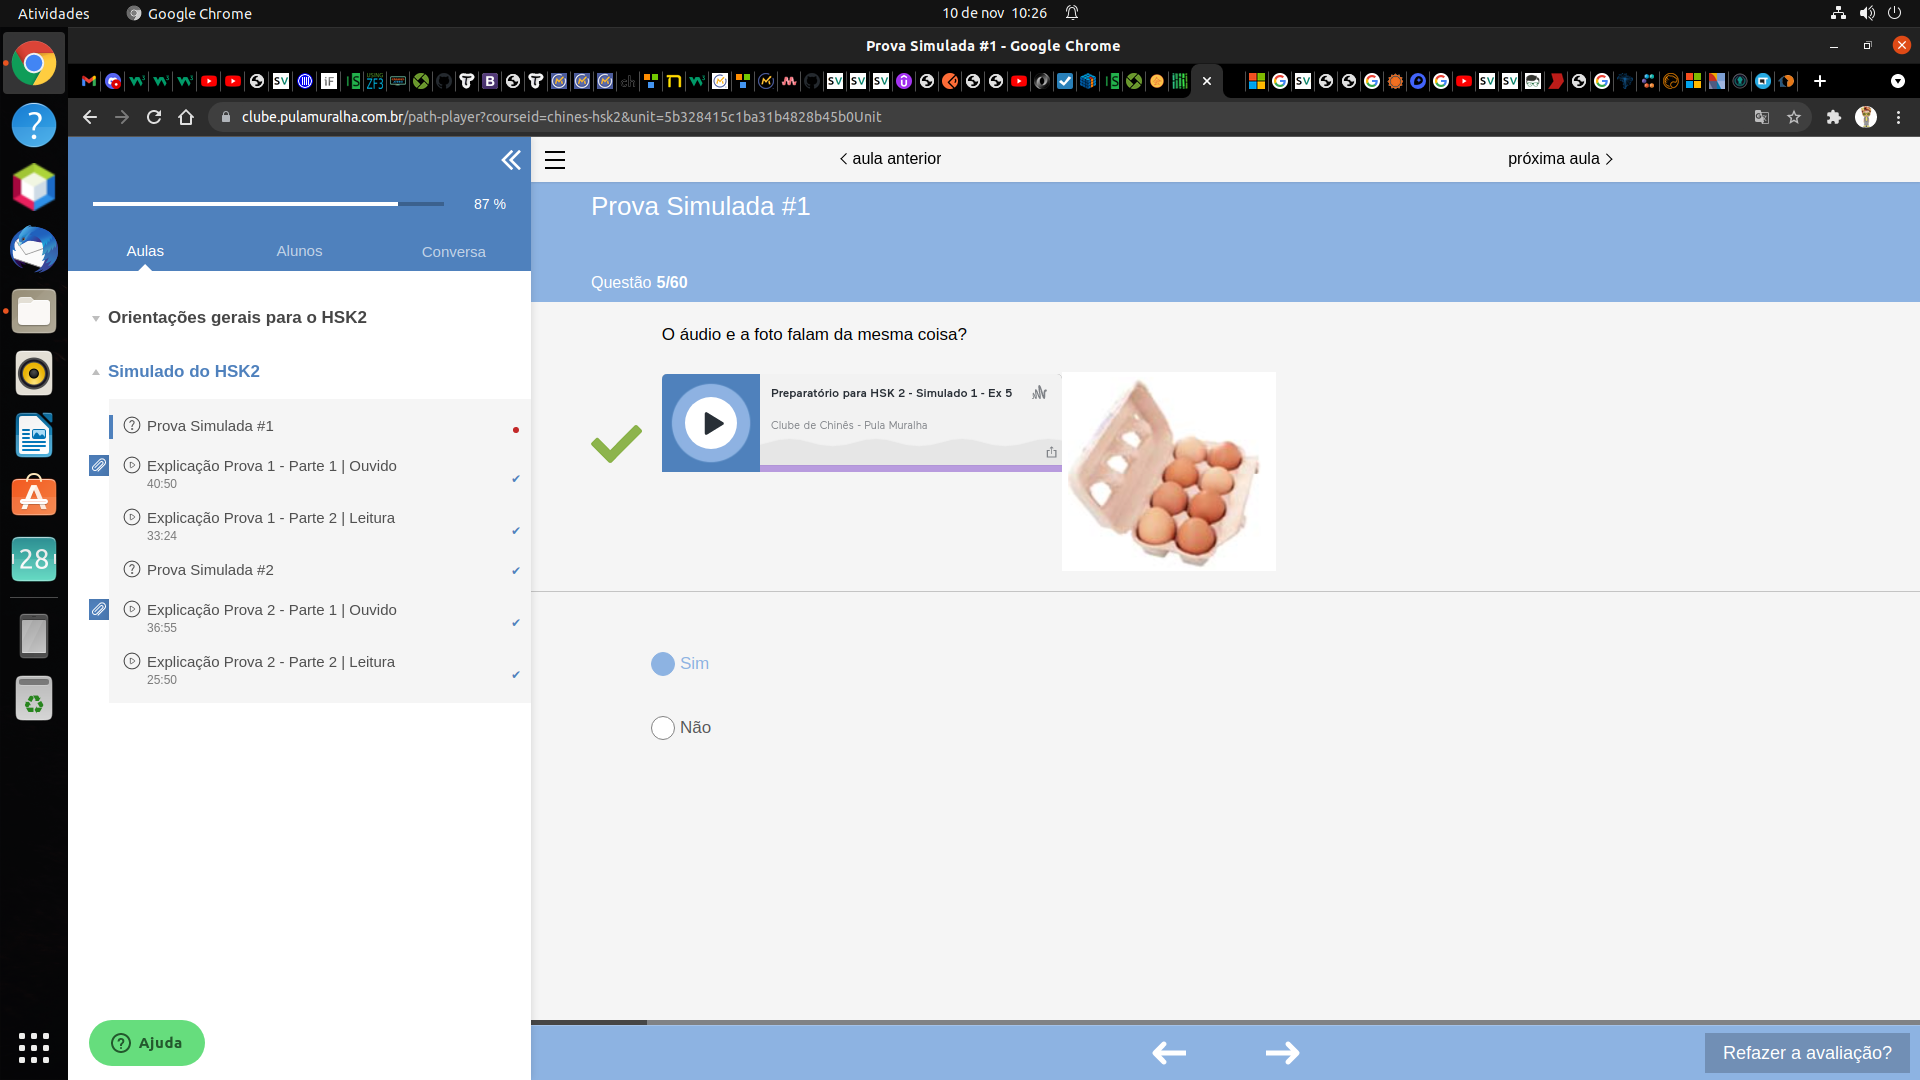 Atividades
Google Chrome
10 de nov 10:26
Prova Simulada #1 - Google Chrome
clube.pulamuralha.com.br/path-player?courseid=chines-hsk2&unit=5b328415c1ba31b4828b45b0Unit
87 %
Aulas
Alunos
Conversa
Orientações gerais para o HSK2
Simulado do HSK2
Prova Simulada #1
Explicação Prova 1 - Parte 1 | Ouvido
40:50
Explicação Prova 1 - Parte 2 | Leitura
33:24
Prova Simulada #2
Explicação Prova 2 - Parte 1 | Ouvido
36:55
Explicação Prova 2 - Parte 2 | Leitura
25:50
Ajuda
28
aula anterior
próxima aula
Prova Simulada #1
Questão 5/60
O áudio e a foto falam da mesma coisa?
Preparatório para HSK 2 - Simulado 1 - Ex 5
Clube de Chinês - Pula Muralha
Sim
Não
Refazer a avaliação?